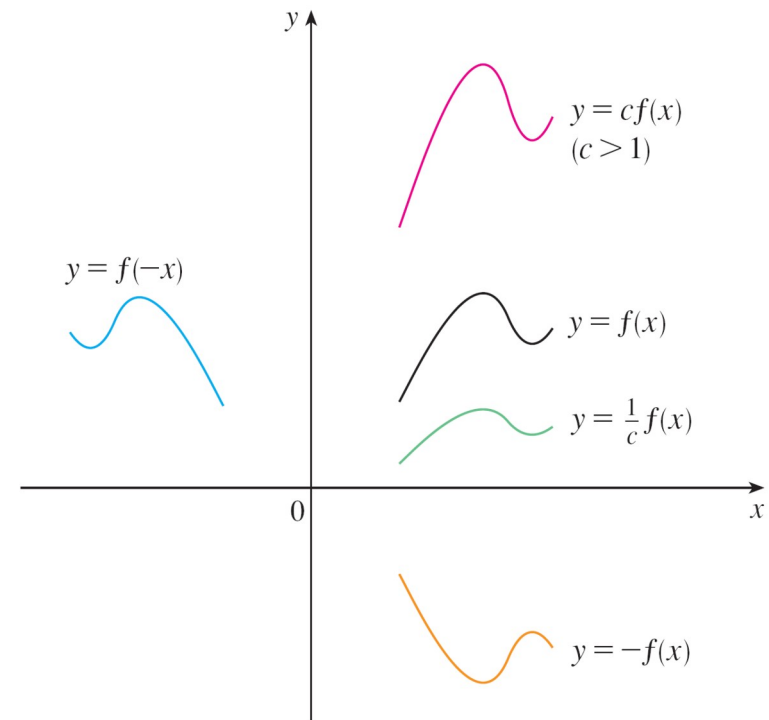 y
y = cf(x)
(c > 1)
y = f(−x)
y = f(x)
y = 1/c f(x)
0
x
y = −f(x)